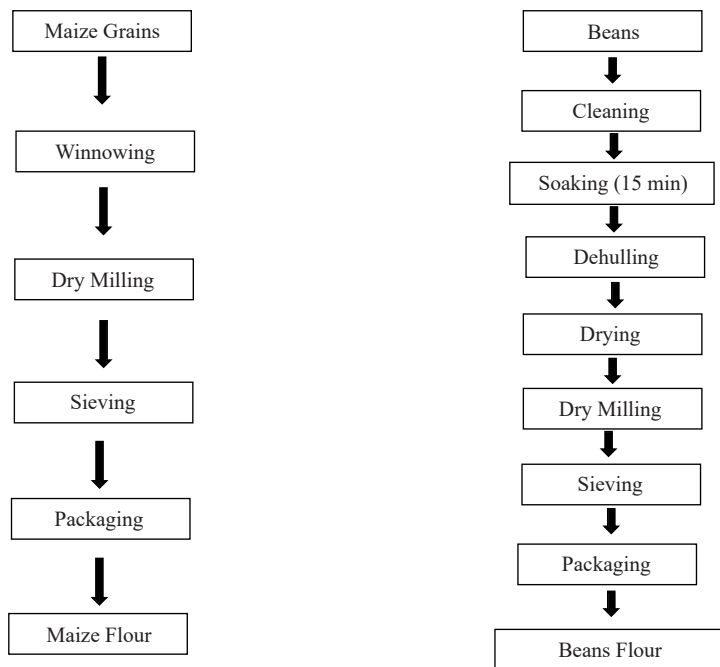 Maize Grains
Winnowing
Dry Milling
Sieving
Packaging
Maize Flour
Beans
Cleaning
Soaking (15 min)
Dehulling
Drying
Dry Milling
Sieving
Packaging
Beans Flour